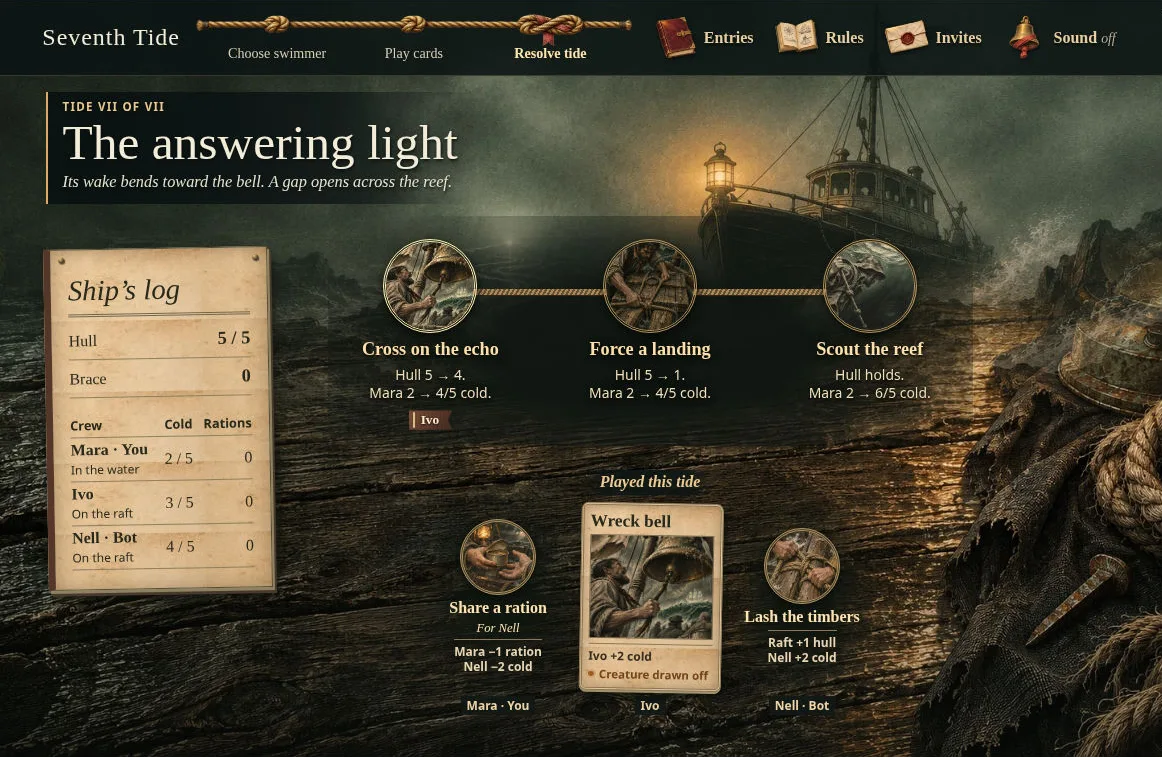 Seventh Tide
Choose swimmer
Play cards
Resolve tide
Entries
Rules
Invites
Sound off
TIDE VII OF VII
The answering light
Its wake bends toward the bell. A gap opens across the reef.
Ship's log
Hull 5 / 5
Brace 0
Crew Cold Rations
Mara · You 2 / 5 0
In the water
Ivo 3 / 5 0
On the raft
Nell · Bot 4 / 5 0
On the raft
Cross on the echo
Hull 5 → 4.
Mara 2 → 4/5 cold.
Ivo
Force a landing
Hull 5 → 1.
Mara 2 → 4/5 cold.
Scout the reef
Hull holds.
Mara 2 → 6/5 cold.
Played this tide
Share a ration
For Nell
Mara −1 ration
Nell −2 cold
Mara · You
Wreck bell
Ivo +2 cold
Creature drawn off
Ivo
Lash the timbers
Raft +1 hull
Nell +2 cold
Nell · Bot